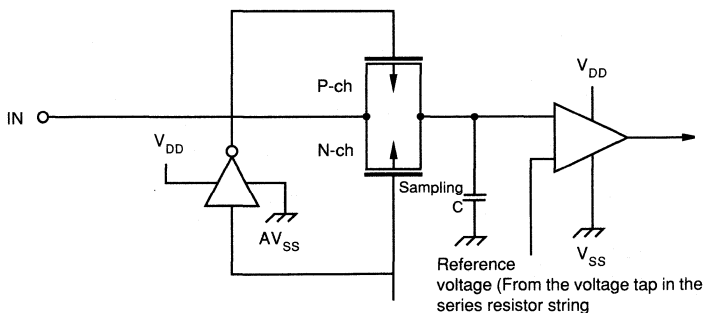 P-ch
V DD
IN
N-ch
V DD
Sampling
C
AV SS
V SS
Reference
voltage (From the voltage tap in the
series resistor string